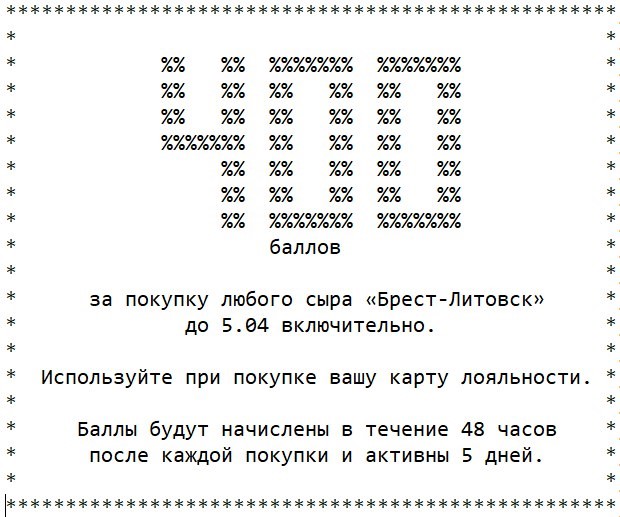 400
баллов
за покупку любого сыра «Брест-Литовск»
до 5.04 включительно.
Используйте при покупке вашу карту лояльности.
Баллы будут начислены в течение 48 часов
после каждой покупки и активны 5 дней.